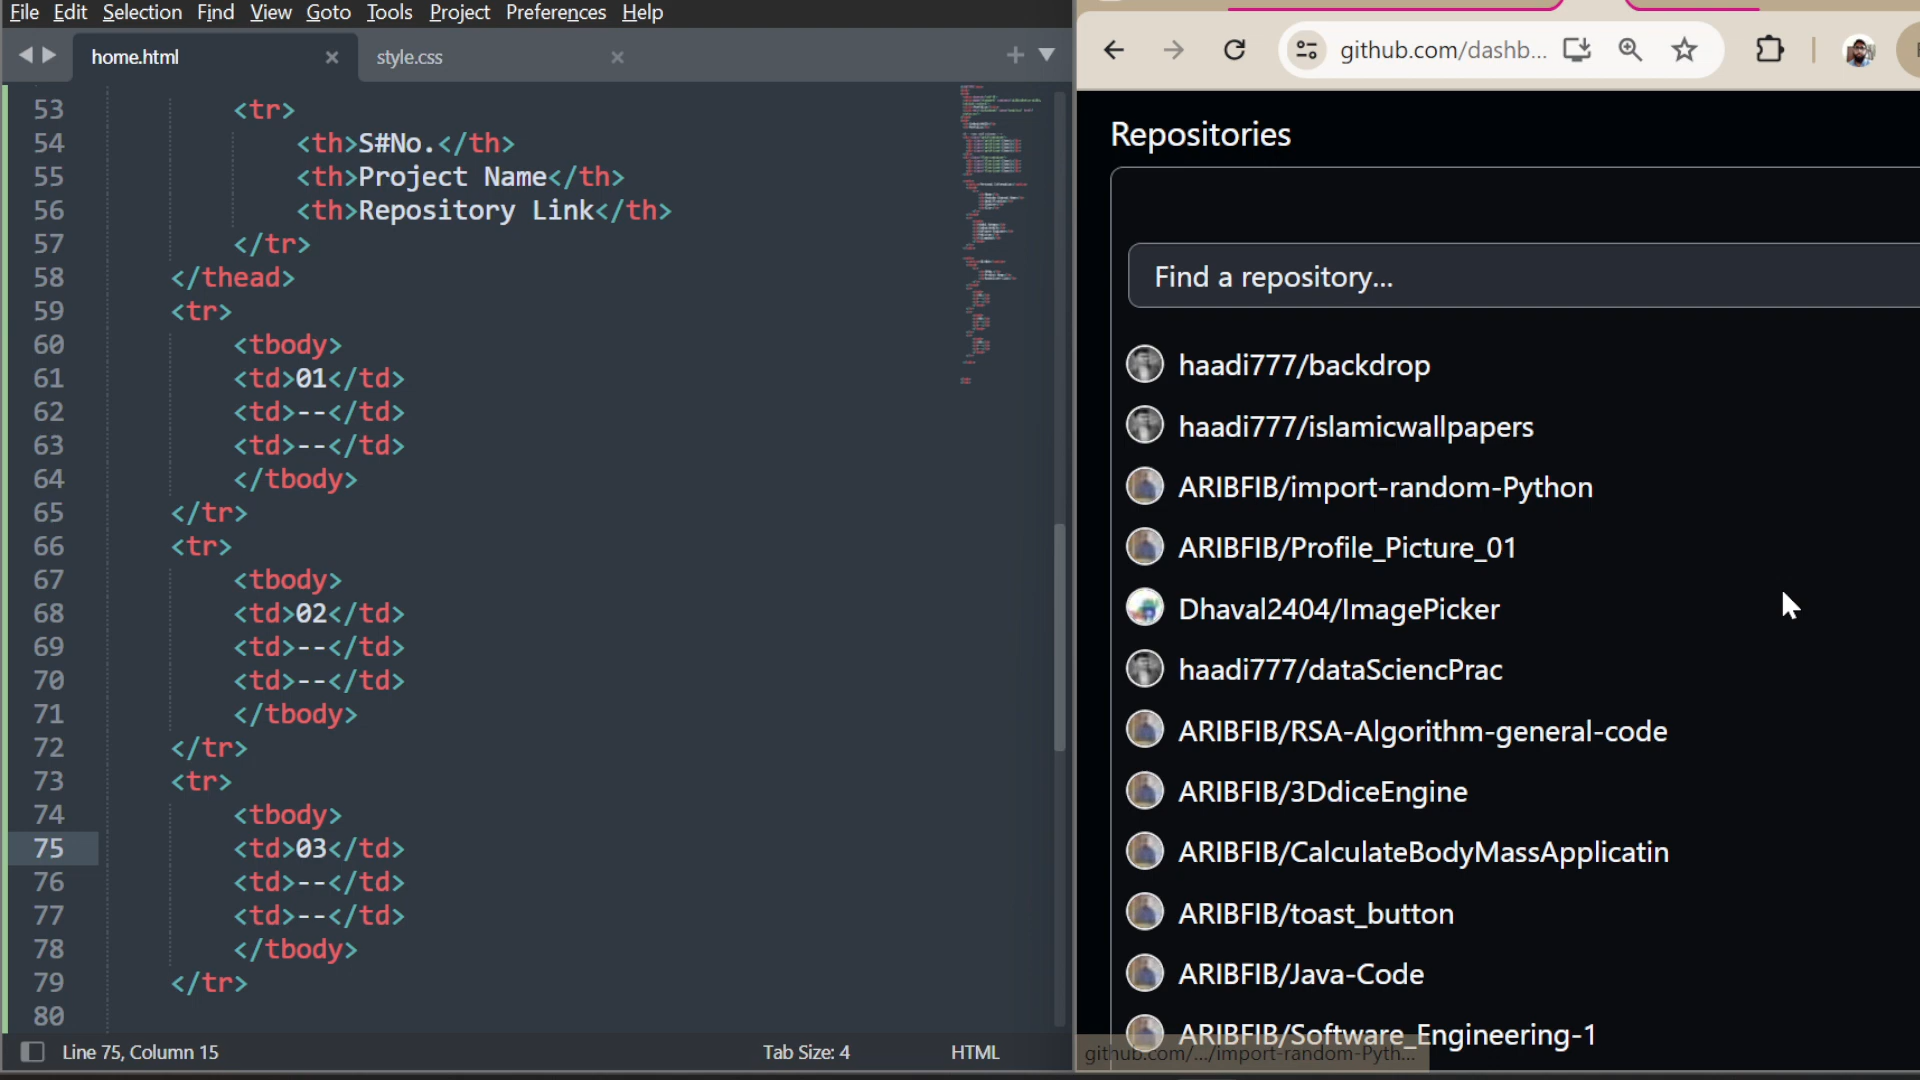 File Edit Selection Find View Goto Tools Project Preferences Help
home.html
style.css
53 <tr>
54 <th>S#No.</th>
55 <th>Project Name</th>
56 <th>Repository Link</th>
57 </tr>
58 </thead>
59 <tr>
60 <tbody>
61 <td>01</td>
62 <td>--</td>
63 <td>--</td>
64 </tbody>
65 </tr>
66 <tr>
67 <tbody>
68 <td>02</td>
69 <td>--</td>
70 <td>--</td>
71 </tbody>
72 </tr>
73 <tr>
74 <tbody>
75 <td>03</td>
76 <td>--</td>
77 <td>--</td>
78 </tbody>
79 </tr>
80
Line 75, Column 15
Tab Size: 4
HTML
github.com/dashb...
Repositories
Find a repository...
haadi777/backdrop
haadi777/islamicwallpapers
ARIBFIB/import-random-Python
ARIBFIB/Profile_Picture_01
Dhaval2404/ImagePicker
haadi777/dataSciencPrac
ARIBFIB/RSA-Algorithm-general-code
ARIBFIB/3DdiceEngine
ARIBFIB/CalculateBodyMassApplicatin
ARIBFIB/toast_button
ARIBFIB/Java-Code
ARIBFIB/Software_Engineering-1
github.com/.../import-random-Pyth...